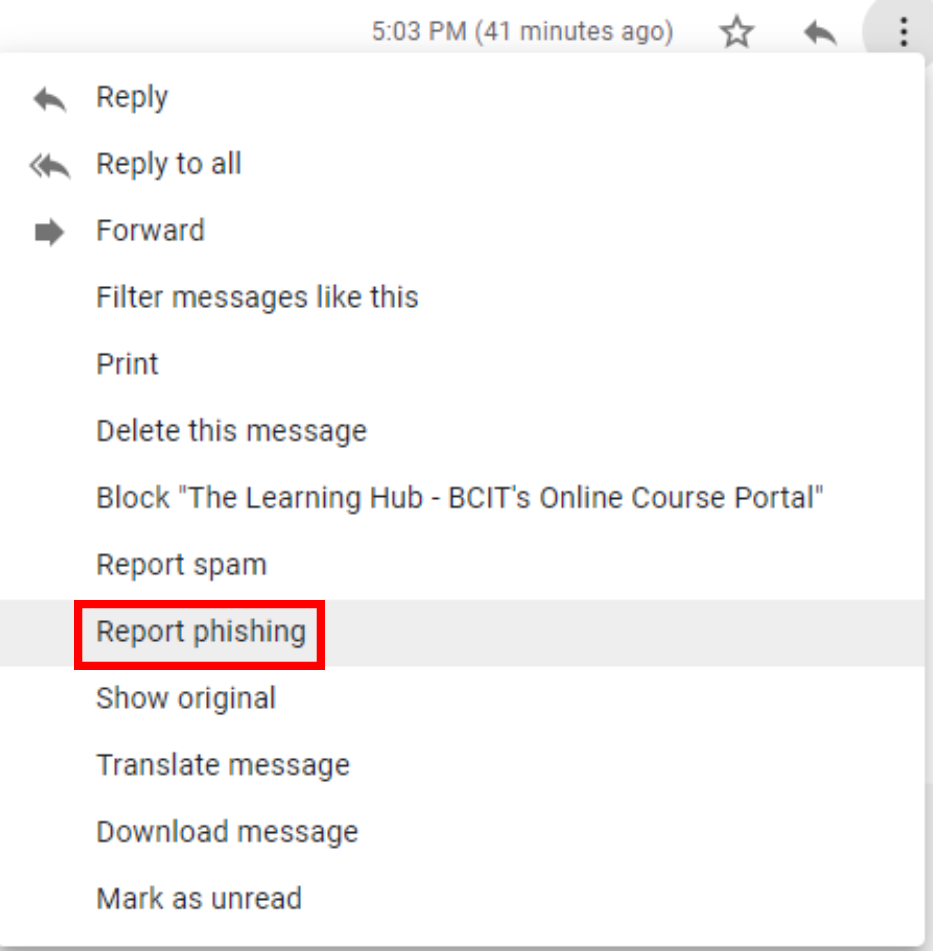 5:03 PM (41 minutes ago)
Reply
Reply to all
Forward
Filter messages like this
Print
Delete this message
Block "The Learning Hub - BCIT's Online Course Portal"
Report spam
Report phishing
Show original
Translate message
Download message
Mark as unread